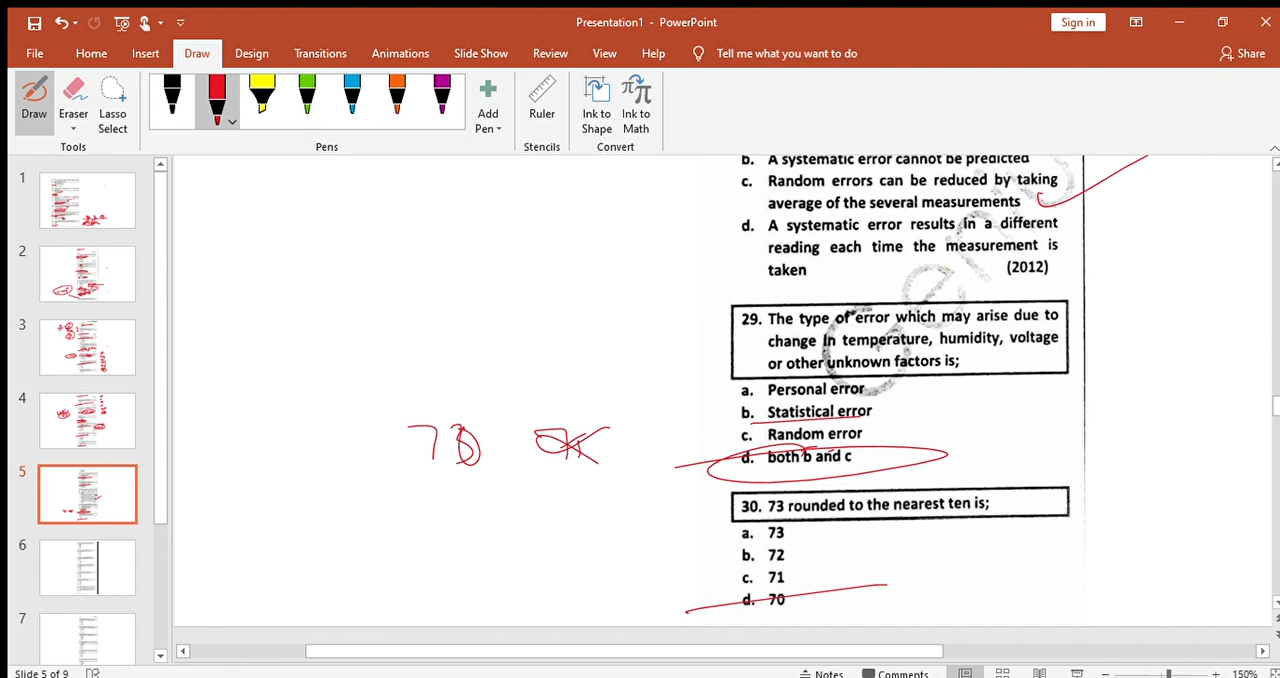 Presentation1 - PowerPoint
Sign in
File Home Insert Draw Design Transitions Animations Slide Show Review View Help Tell me what you want to do Share
Draw
Eraser
Lasso
Select
Add
Pen
Ruler
Ink to
Shape
Ink to
Math
Tools
Pens
Stencils
Convert
1
2
3
4
5
6
7
b. A systematic error cannot be predicted
c. Random errors can be reduced by taking
average of the several measurements
d. A systematic error results in a different
reading each time the measurement is
taken (2012)
29. The type of error which may arise due to
change in temperature, humidity, voltage
or other unknown factors is;
a. Personal error
b. Statistical error
c. Random error
d. both b and c
30. 73 rounded to the nearest ten is;
a. 73
b. 72
c. 71
d. 70
Slide 5 of 9
Notes
Comments
150%